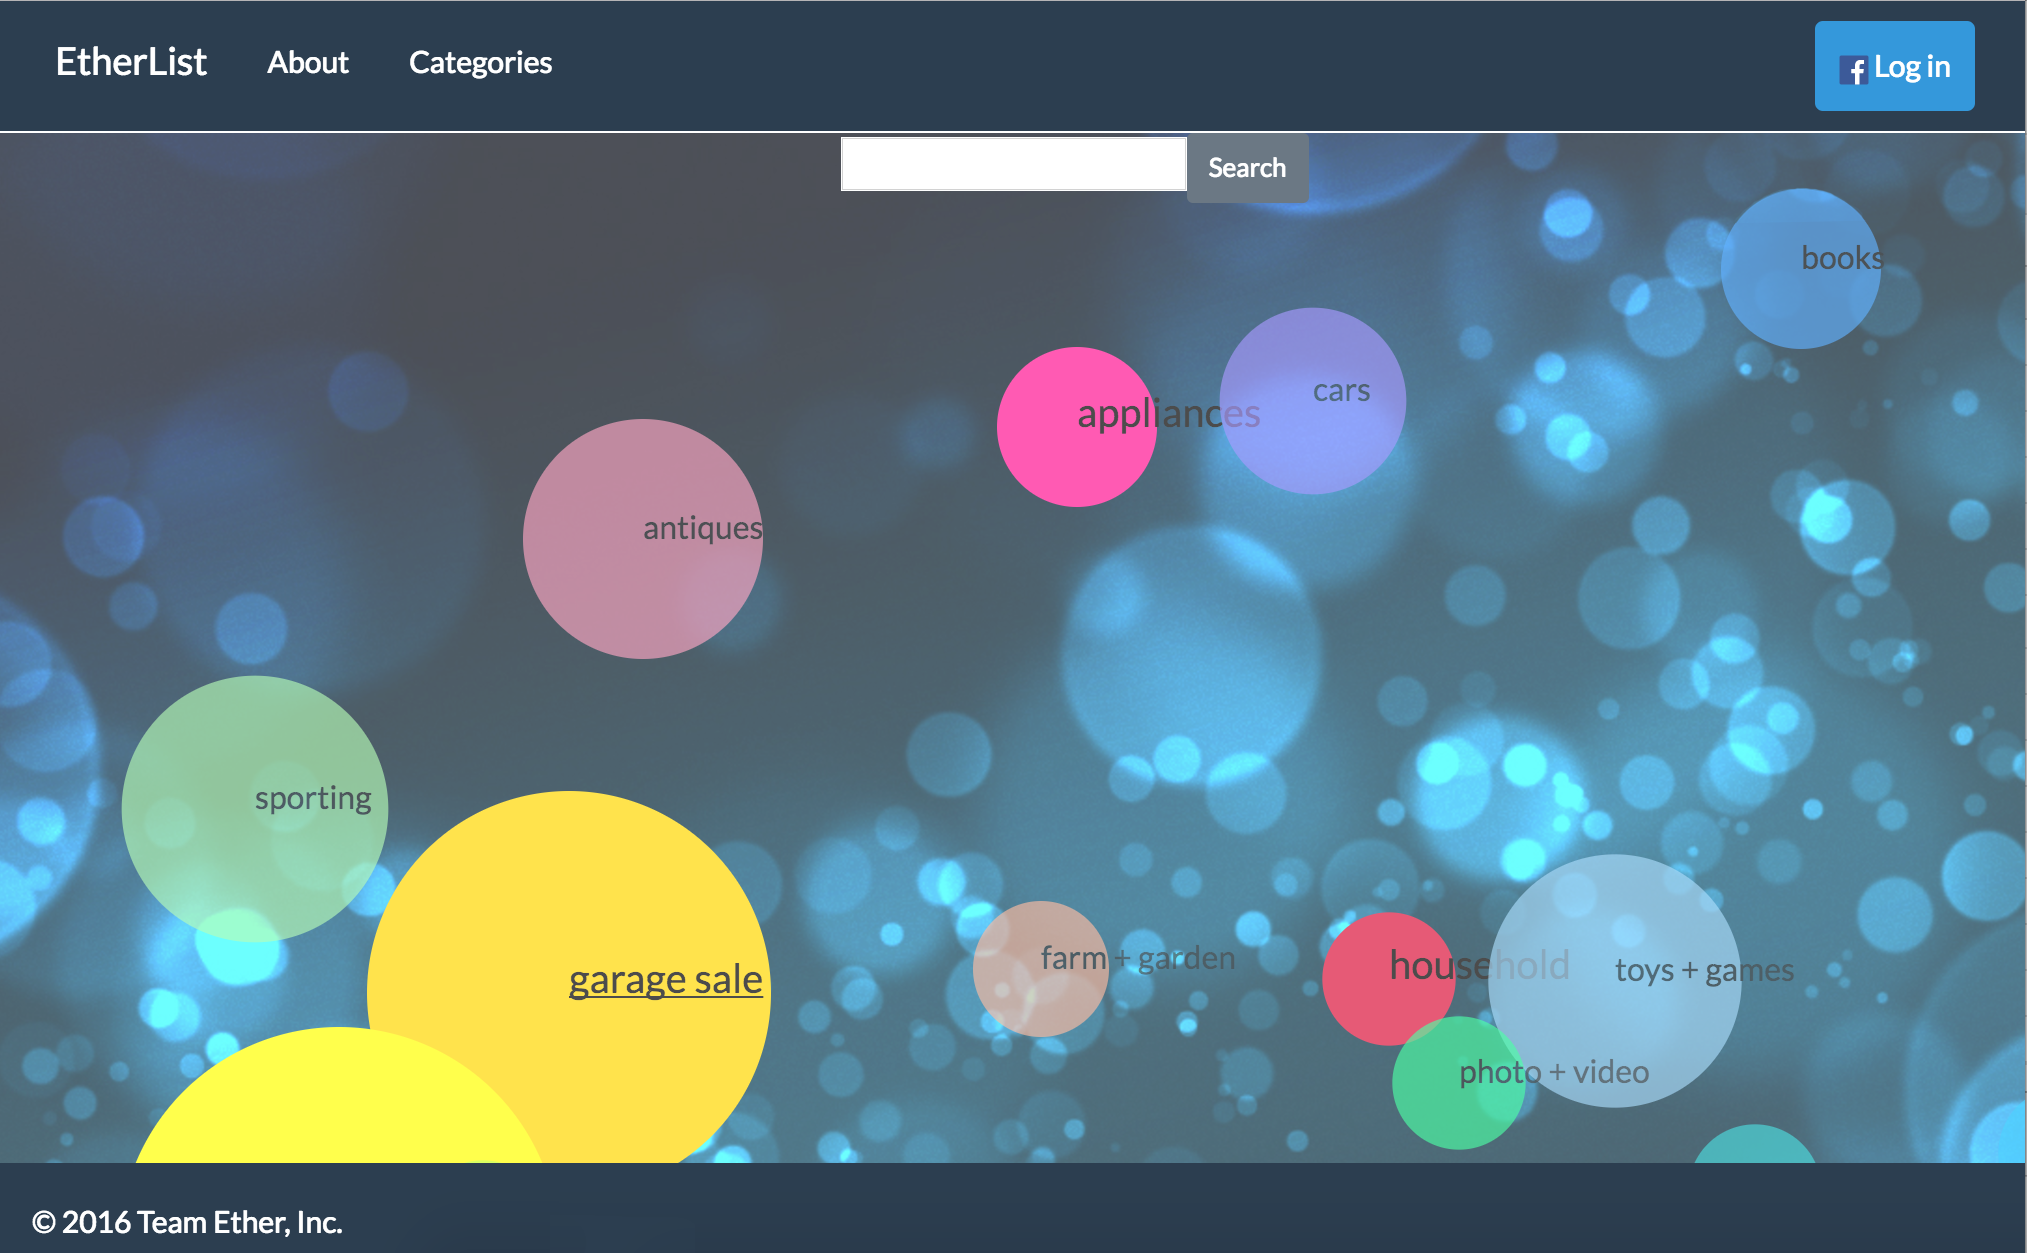 EtherList About Categories
Log in
Search
books
cars
appliances
antiques
sporting
garage sale
farm + garden
household
toys + games
photo + video
© 2016 Team Ether, Inc.